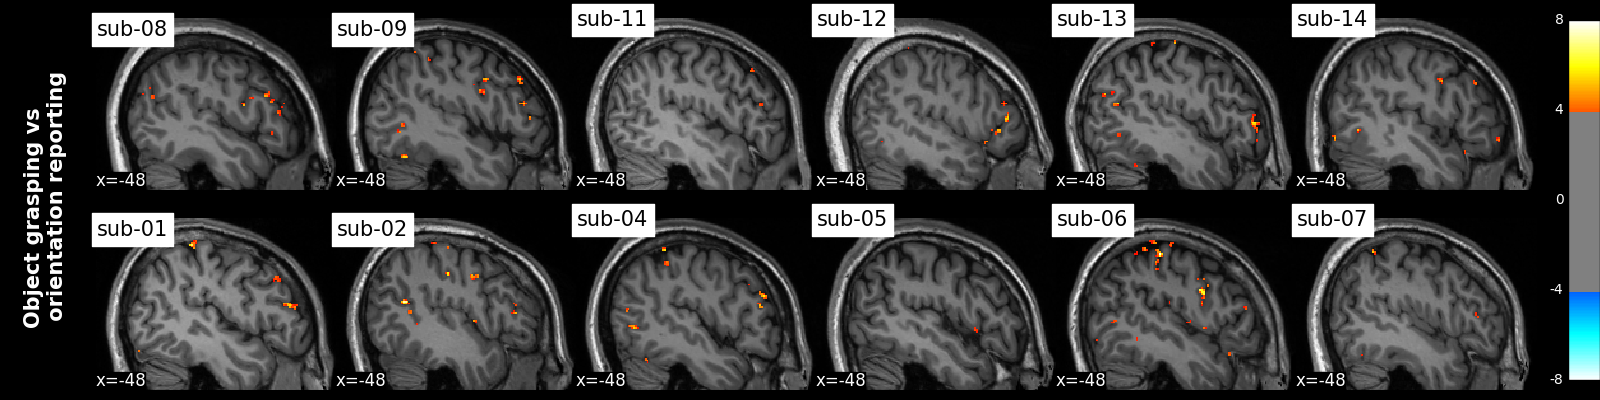 Object grasping vs
orientation reporting
sub-08
sub-09
sub-11
sub-12
sub-13
sub-14
x=-48
x=-48
x=-48
x=-48
x=-48
x=-48
sub-01
sub-02
sub-04
sub-05
sub-06
sub-07
x=-48
x=-48
x=-48
x=-48
x=-48
x=-48
8
4
0
-4
-8